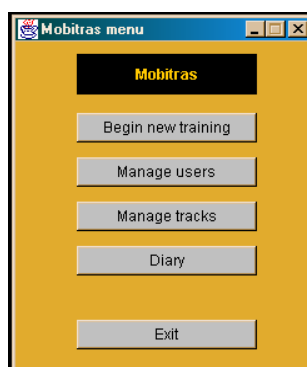 Mobitras menu
Mobitras
Begin new training
Manage users
Manage tracks
Diary
Exit